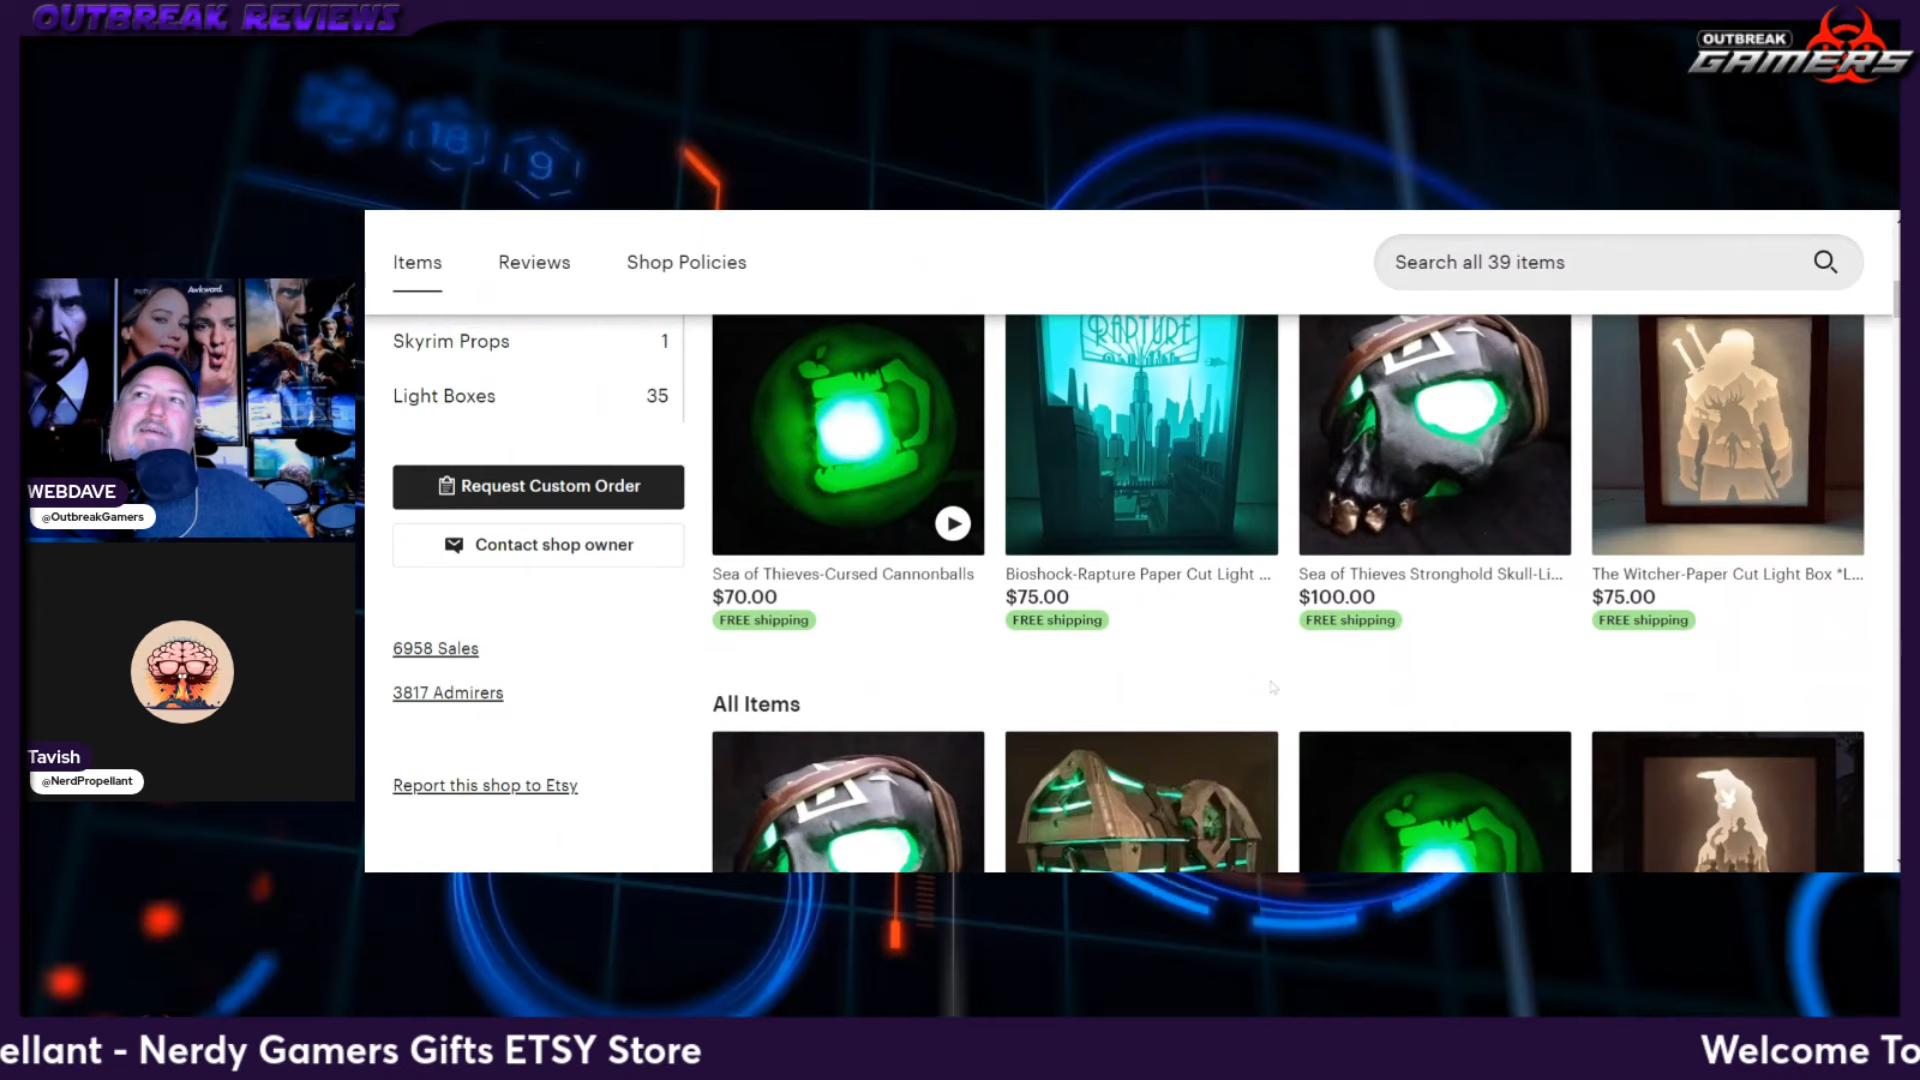 OUTBREAK REVIEWS
OUTBREAK
GAMERS
18
9
Items
Reviews
Shop Policies
Search all 39 items
Skyrim Props 1
Light Boxes 35
Request Custom Order
Contact shop owner
6958 Sales
3817 Admirers
Report this shop to Etsy
RAPTURE
Sea of Thieves-Cursed Cannonballs
$70.00
FREE shipping
Bioshock-Rapture Paper Cut Light ...
$75.00
FREE shipping
Sea of Thieves Stronghold Skull-Li...
$100.00
FREE shipping
The Witcher-Paper Cut Light Box *L...
$75.00
FREE shipping
All Items
Awkward.
WEBDAVE
@OutbreakGamers
Tavish
@NerdPropellant
ellant - Nerdy Gamers Gifts ETSY Store
Welcome To